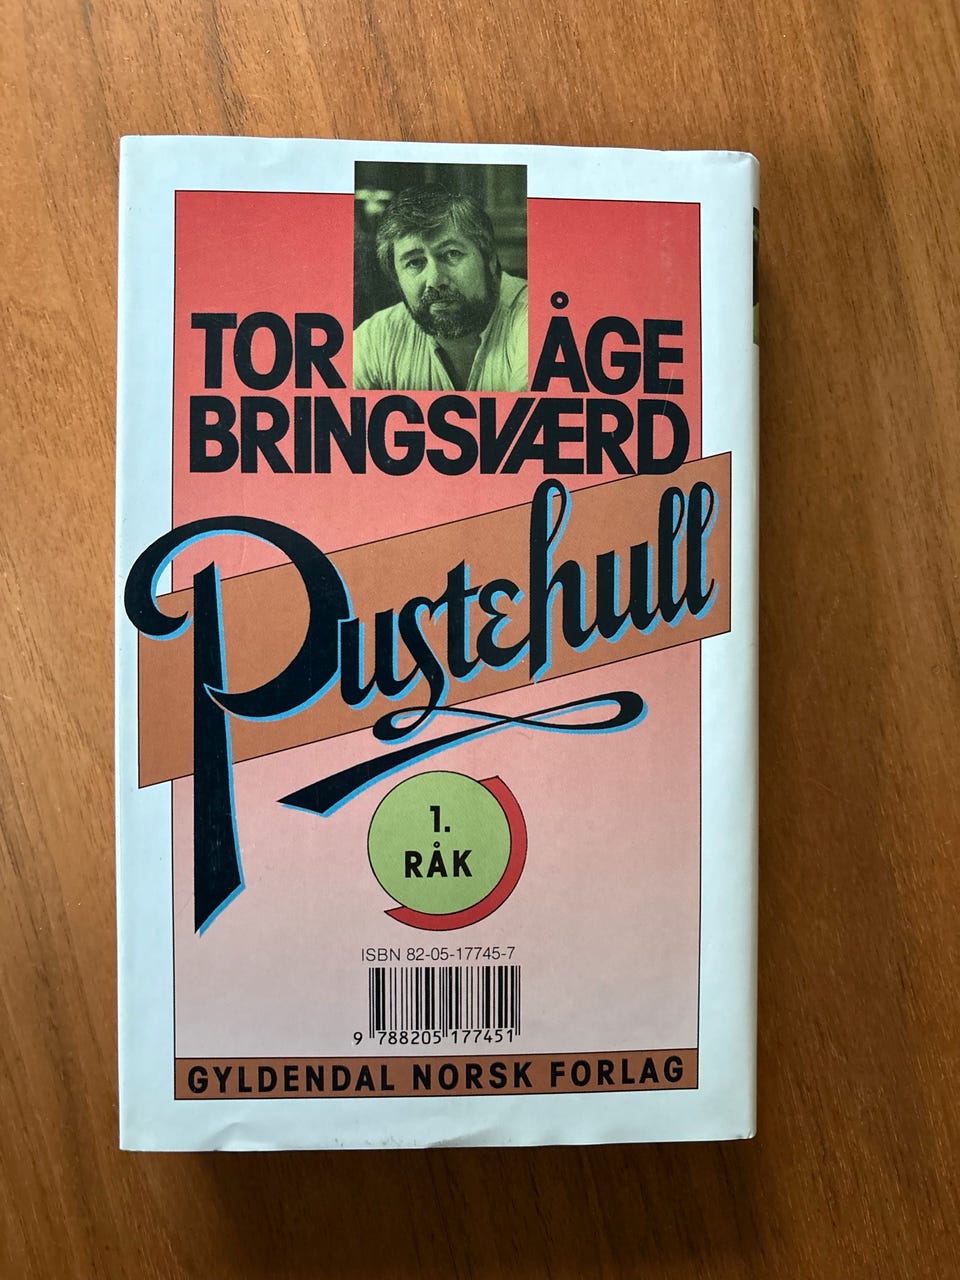 TOR ÅGE
BRINGSVÆRD
Pustehull
1.
RÅK
ISBN 82-05-17745-7
9 788205 177451
GYLDENDAL NORSK FORLAG